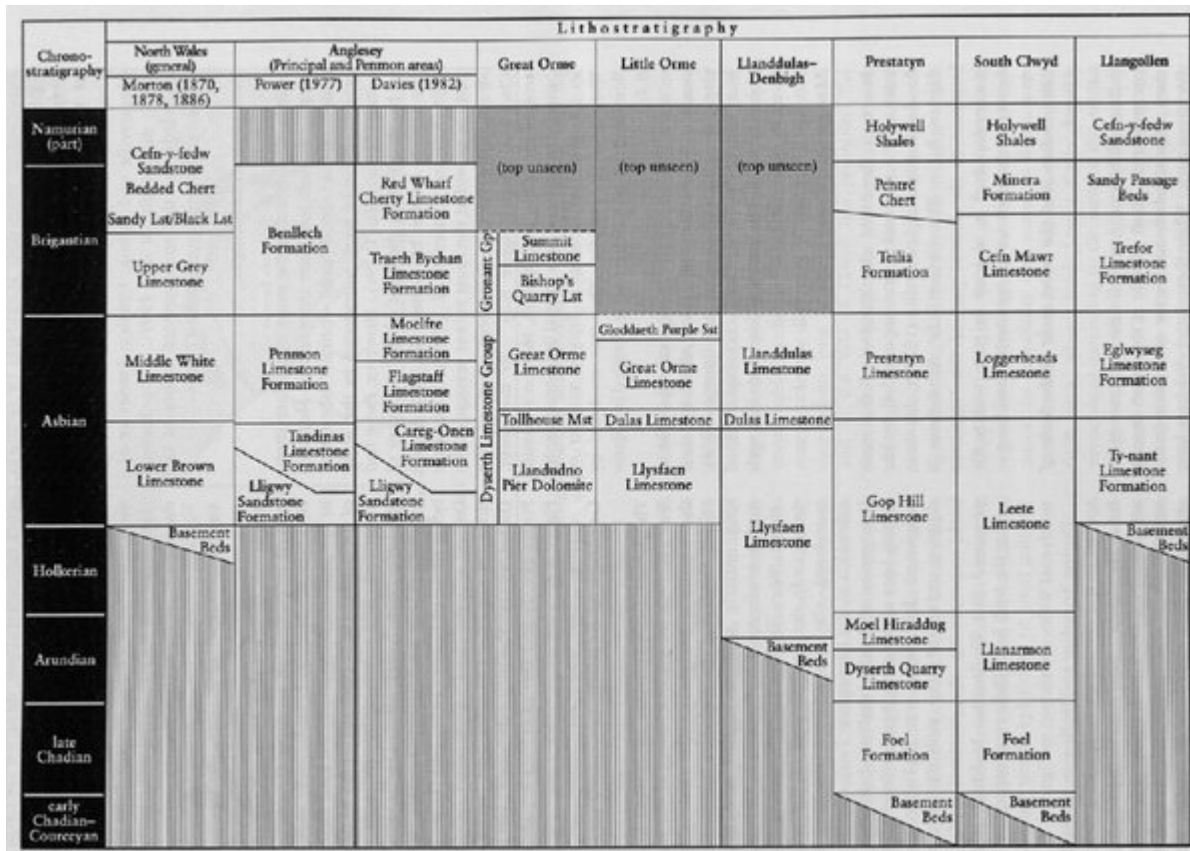 Lithostratigraphy
Chrono-
stratigraphy
North Wales
(general)
Morton (1870,
1878, 1886)
Anglesey
(Principal and Penmon areas)
Power (1977)
Davies (1982)
Great Orme
Little Orme
Llanddulas–
Denbigh
Prestatyn
South Clwyd
Llangollen
Namurian
(part)
Brigantian
Asbian
Holkerian
Arundian
late
Chadian
early
Chadian–
Courceyan
Cefn-y-fedw
Sandstone
Bedded Chert
Sandy Lst/Black Lst
Upper Grey
Limestone
Middle White
Limestone
Lower Brown
Limestone
Basement
Beds
Benllech
Formation
Penmon
Limestone
Formation
Tandinas
Limestone
Formation
Lligwy
Sandstone
Formation
Red Wharf
Cherty Limestone
Formation
Traeth Bychan
Limestone
Formation
Moelfre
Limestone
Formation
Flagstaff
Limestone
Formation
Careg-Onen
Limestone
Formation
Lligwy
Sandstone
Formation
Gronant Gp
Dyserth Limestone Group
(top unseen)
Summit
Limestone
Bishop's
Quarry Lst
Great Orme
Limestone
Tollhouse Mst
Llandudno
Pier Dolomite
(top unseen)
Gloddaeth Purple Sst
Great Orme
Limestone
Dulas Limestone
Llysfaen
Limestone
(top unseen)
Llanddulas
Limestone
Dulas Limestone
Llysfaen
Limestone
Basement
Beds
Holywell
Shales
Pentre
Chert
Teilia
Formation
Prestatyn
Limestone
Gop Hill
Limestone
Moel Hiraddug
Limestone
Dyserth Quarry
Limestone
Foel
Formation
Basement
Beds
Holywell
Shales
Minera
Formation
Cefn Mawr
Limestone
Loggerheads
Limestone
Leete
Limestone
Llanarmon
Limestone
Foel
Formation
Basement
Beds
Cefn-y-fedw
Sandstone
Sandy Passage
Beds
Trefor
Limestone
Formation
Eglwyseg
Limestone
Formation
Ty-nant
Limestone
Formation
Basement
Beds